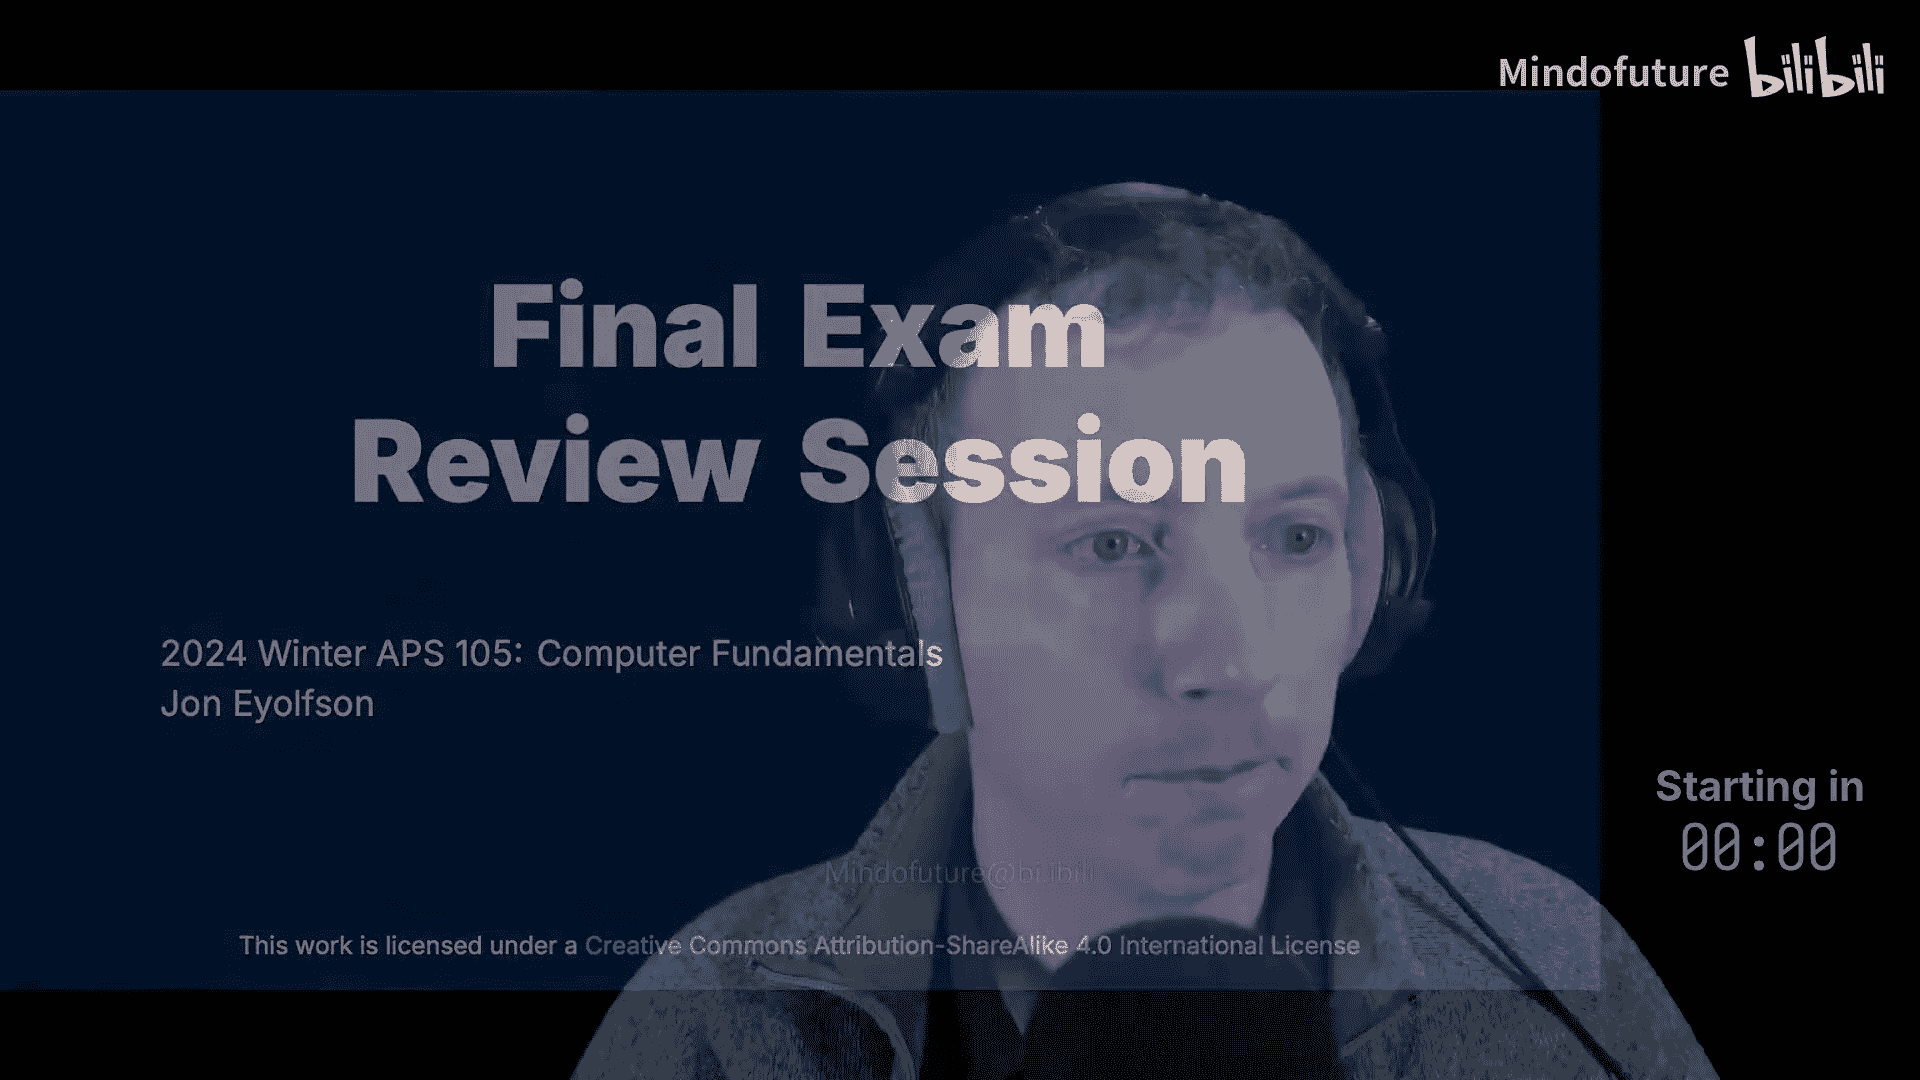 Mindofuture bilibili
Final Exam
Review Session
2024 Winter APS 105: Computer Fundamentals
Jon Eyolfson
Starting in
00:00
Mindofuture@bilibili
This work is licensed under a Creative Commons Attribution-ShareAlike 4.0 International License